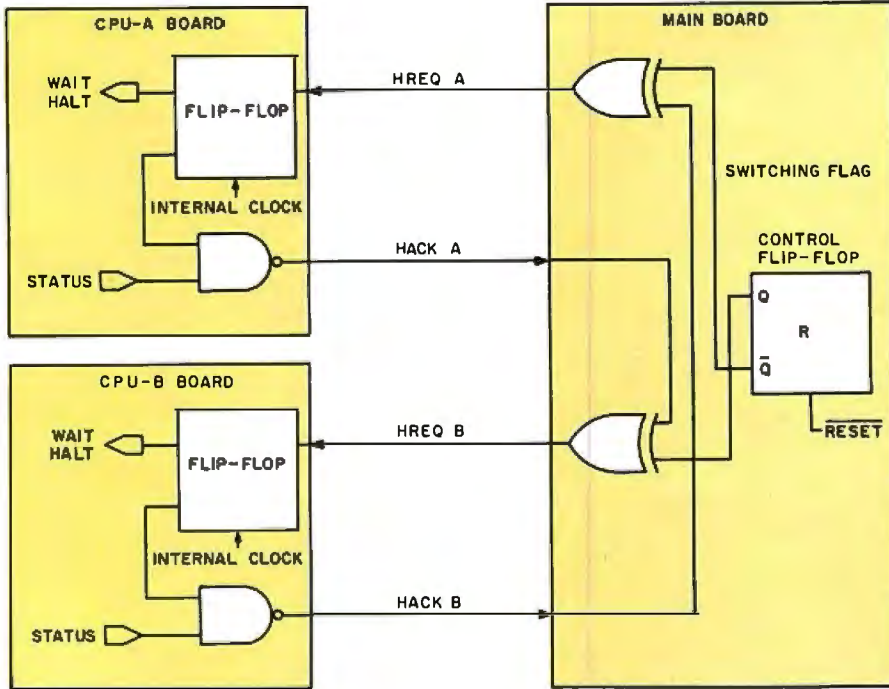 CPU-A BOARD
WAIT
HALT
FLIP-FLOP
INTERNAL CLOCK
STATUS
HREQ A
HACK A
MAIN BOARD
SWITCHING FLAG
CONTROL
FLIP-FLOP
Q
R
Q̅
R̅E̅S̅E̅T̅
CPU-B BOARD
WAIT
HALT
FLIP-FLOP
INTERNAL CLOCK
STATUS
HREQ B
HACK B